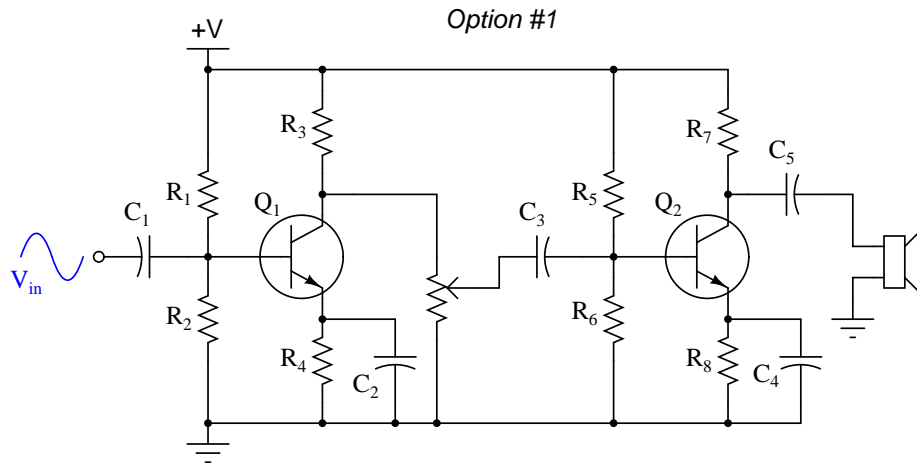 Option #1
+V
R3
R7
C5
R1
Q1
C3
R5
Q2
C1
Vin
R2
R6
R4
C2
R8
C4